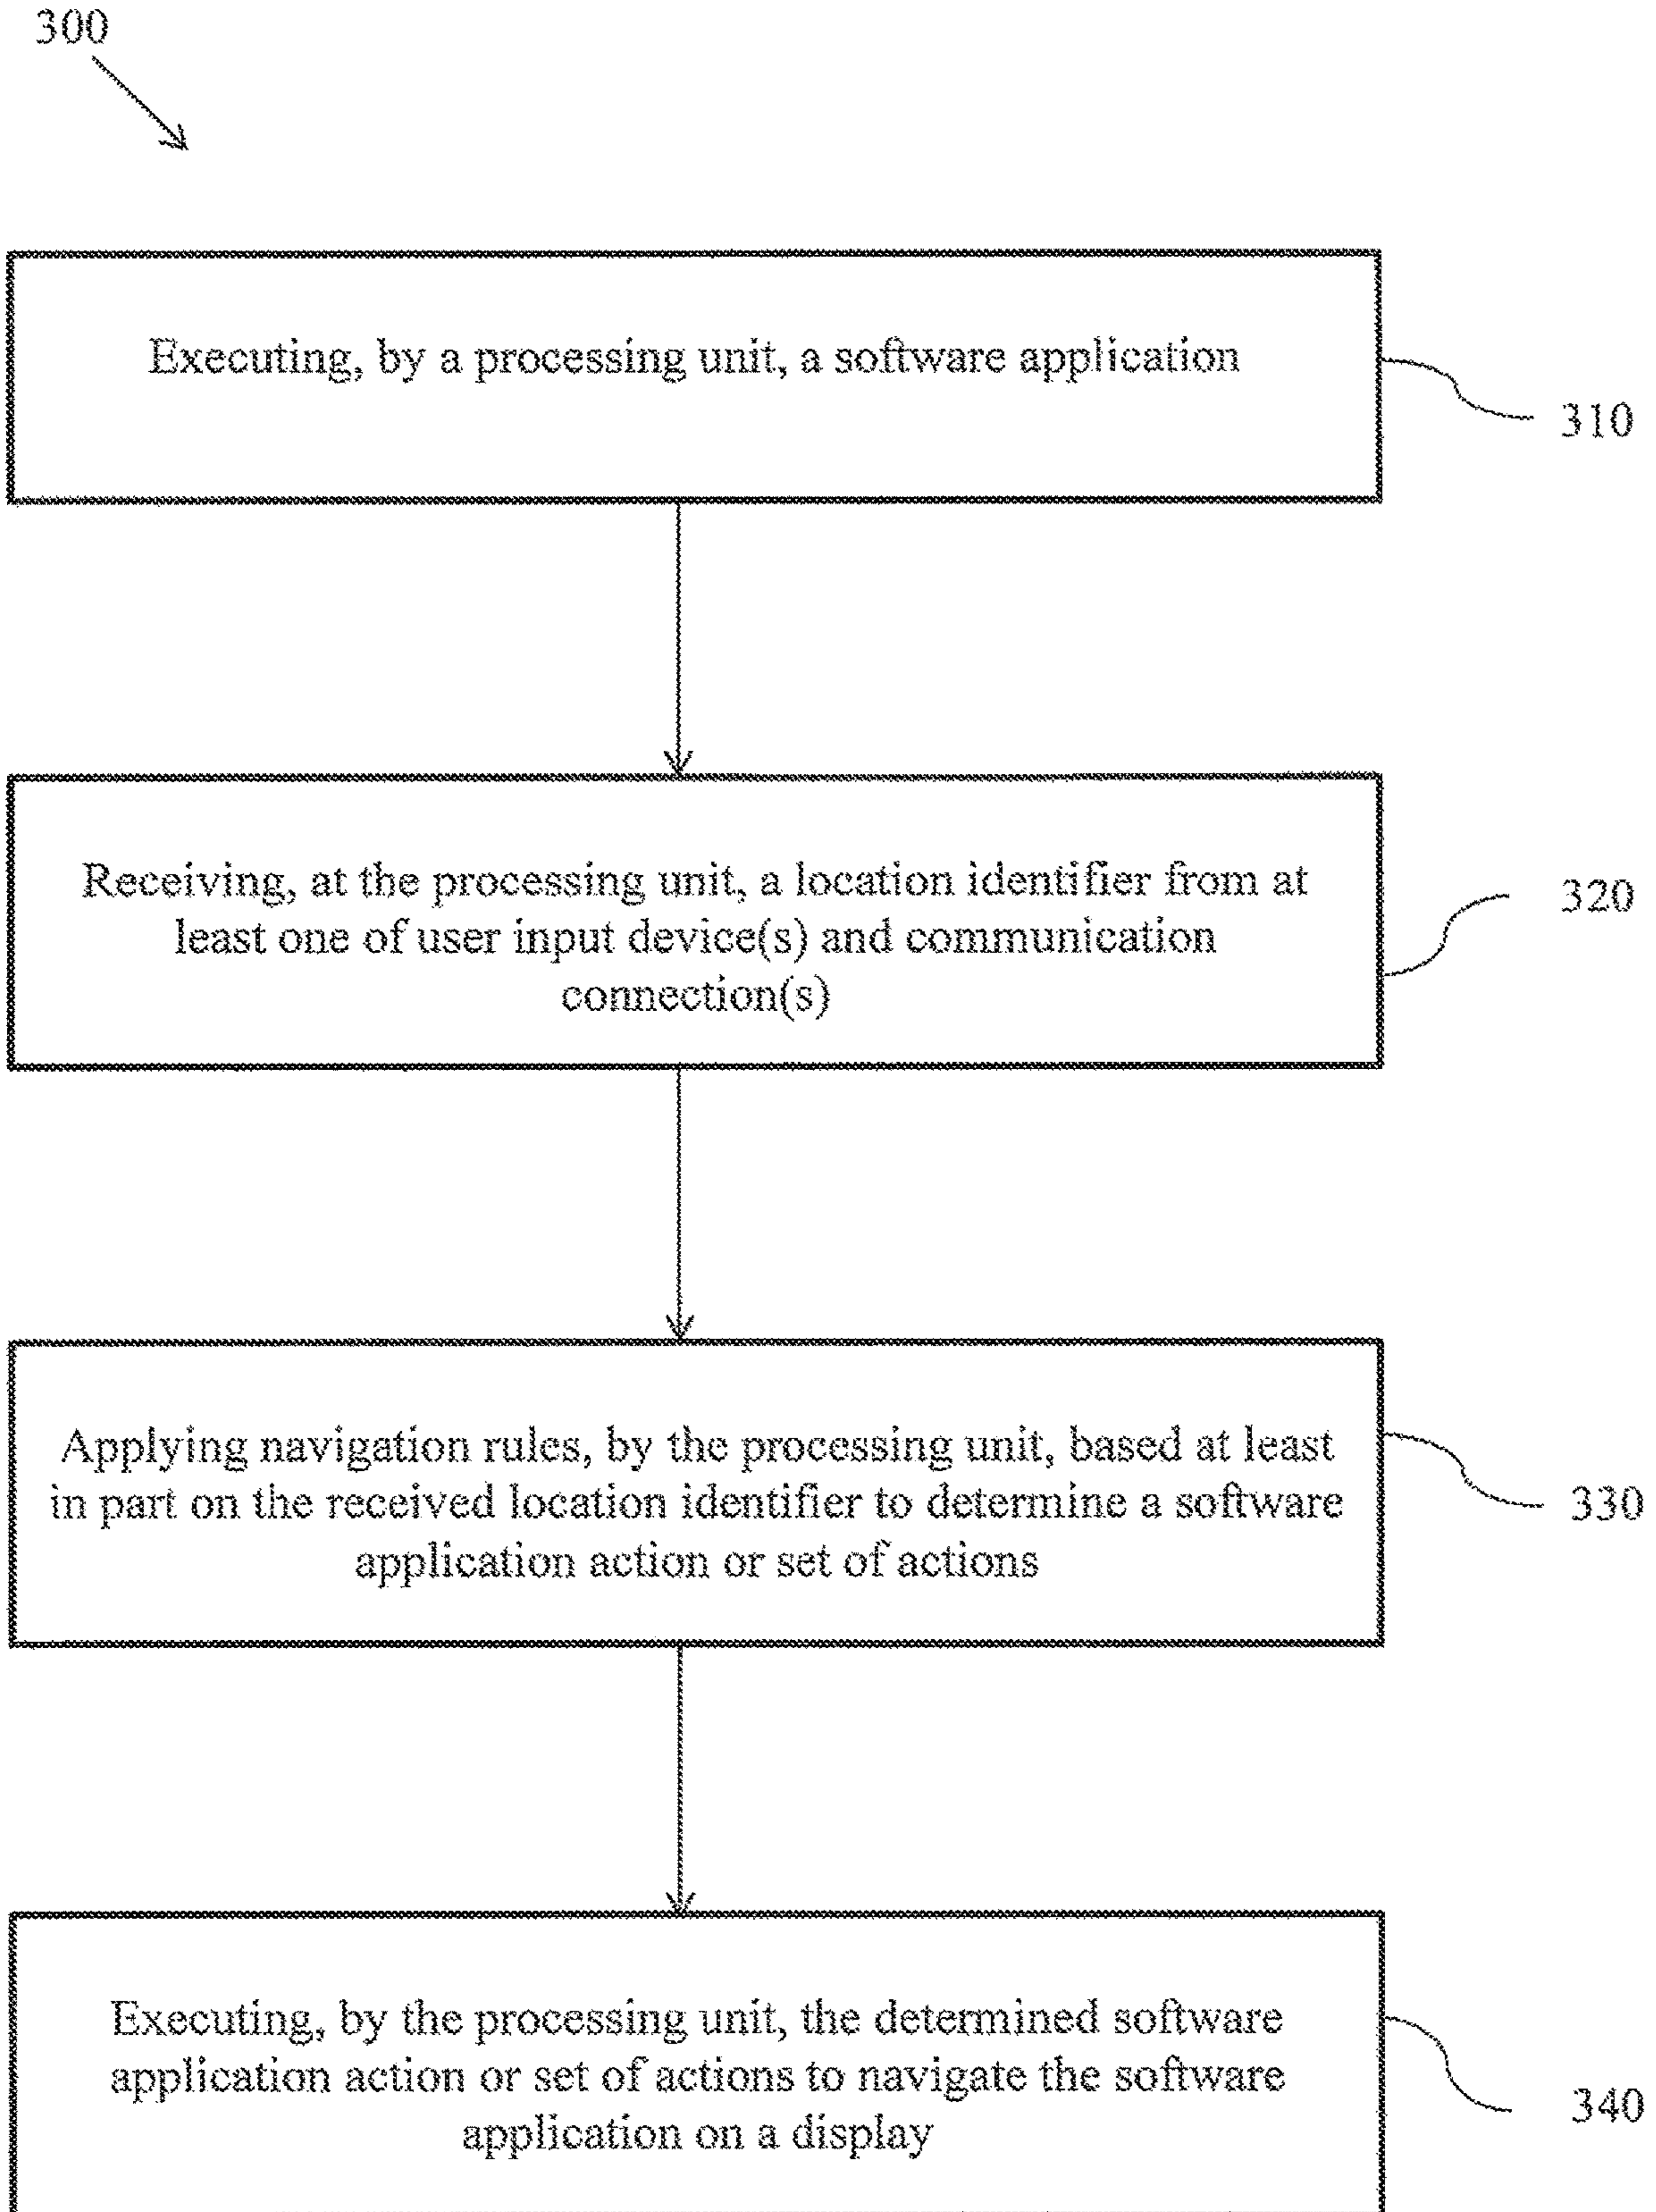 300
Executing, by a processing unit, a software application
310
Receiving, at the processing unit, a location identifier from at
least one of user input device(s) and communication
connection(s)
320
Applying navigation rules, by the processing unit, based at least
in part on the received location identifier to determine a software
application action or set of actions
330
Executing, by the processing unit, the determined software
application action or set of actions to navigate the software
application on a display
340